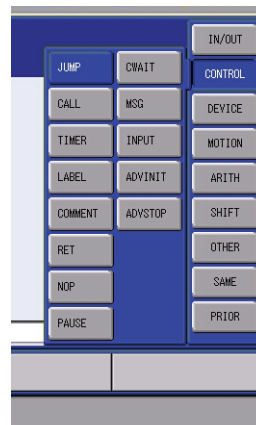 IN/OUT
JUMP CWAIT CONTROL
CALL MSG DEVICE
TIMER INPUT MOTION
LABEL ADVINIT ARITH
COMMENT ADVSTOP SHIFT
RET OTHER
NOP SAME
PAUSE PRIOR